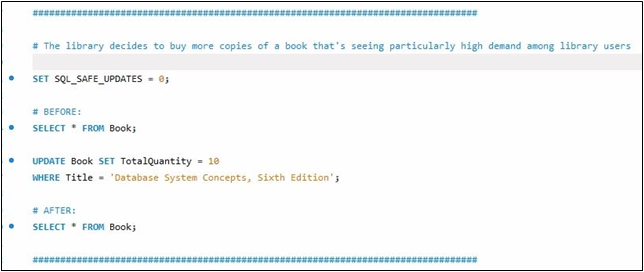 ################################################################################
# The library decides to buy more copies of a book that's seeing particularly high demand among library users
SET SQL_SAFE_UPDATES = 0;
# BEFORE:
SELECT * FROM Book;
UPDATE Book SET TotalQuantity = 10
WHERE Title = 'Database System Concepts, Sixth Edition';
# AFTER:
SELECT * FROM Book;
################################################################################